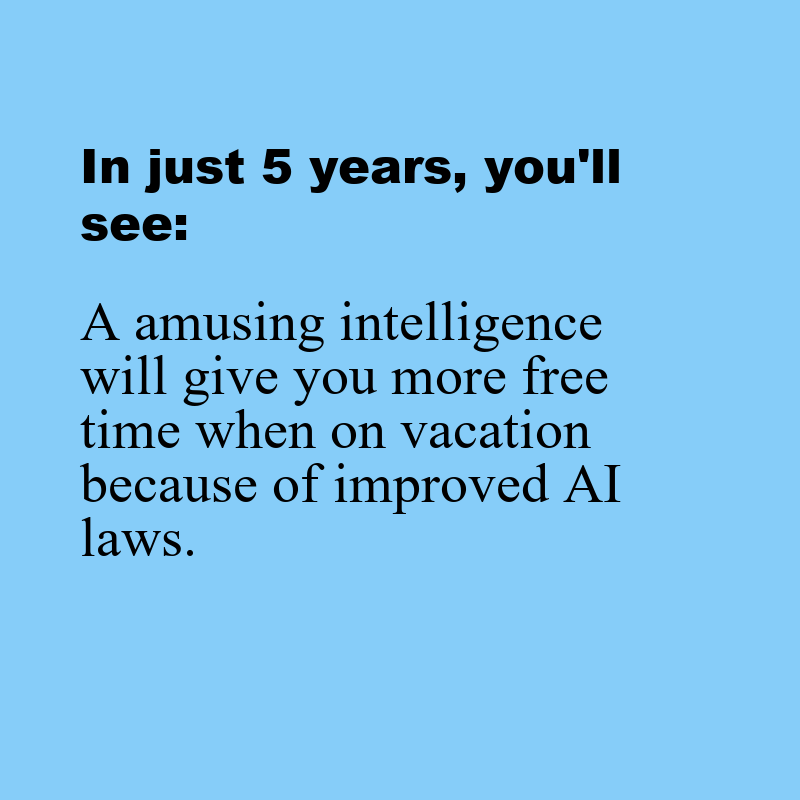 In just 5 years, you'll
see:
A amusing intelligence
will give you more free
time when on vacation
because of improved AI
laws.